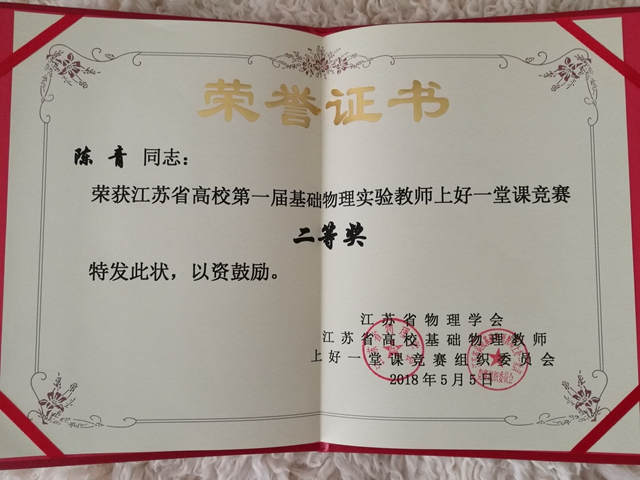 荣誉证书
陈青同志：
荣获江苏省高校第一届基础物理实验教师上好一堂课竞赛
二等奖
特发此状，以资鼓励。
江苏省物理学会
江苏省高校基础物理教师
上好一堂课竞赛组织委员会
2018年5月5日